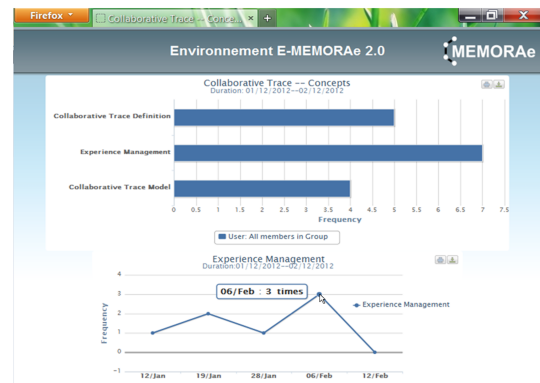 Firefox
Collaborative Trace -- Conce... × +
Environnement E-MEMORAe 2.0
MEMORAe
Collaborative Trace -- Concepts
Duration: 01/12/2012--02/12/2012
Collaborative Trace Definition
Experience Management
Collaborative Trace Model
0 0.5 1 1.5 2 2.5 3 3.5 4 4.5 5 5.5 6 6.5 7 7.5
Frequency
User: All members in Group
Experience Management
Duration:01/12/2012--02/12/2012
4
3
2
1
0
-1
Frequency
06/Feb : 3 times
Experience Management
12/Jan 19/Jan 28/Jan 06/Feb 12/Feb